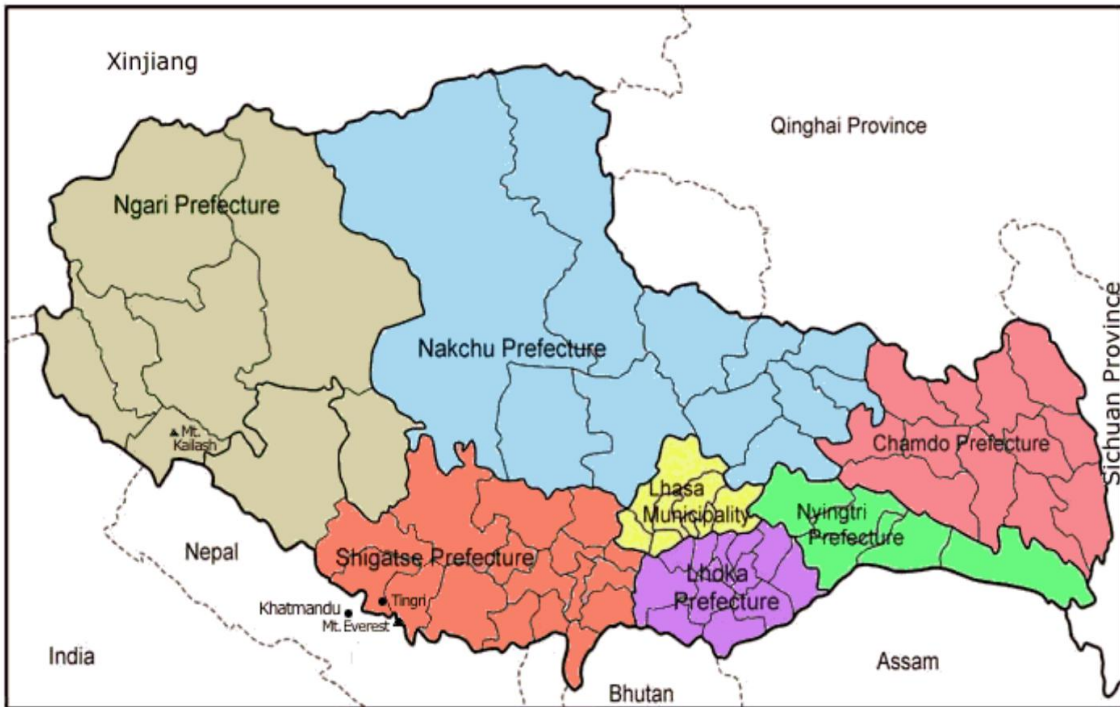 Xinjiang
Qinghai Province
Ngari Prefecture
Sichuan Province
Nakchu Prefecture
Mt.
Kailash
Chamdo Prefecture
Lhasa
Municipality
Nyingtri
Prefecture
Nepal
Shigatse Prefecture
Lhoka
Prefecture
Tingri
Khatmandu
Mt. Everest
India
Assam
Bhutan